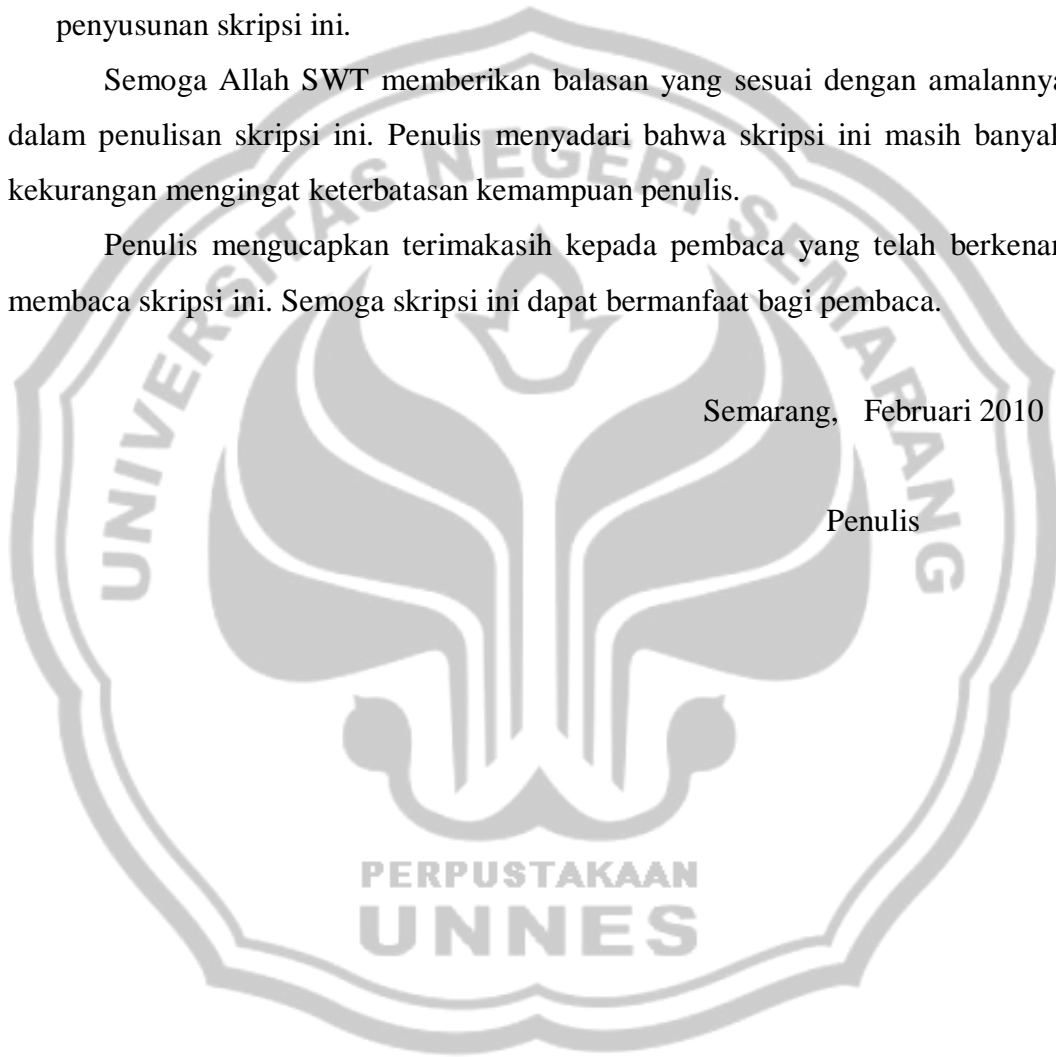 penyusunan skripsi ini.
Semoga Allah SWT memberikan balasan yang sesuai dengan amalannya
dalam penulisan skripsi ini. Penulis menyadari bahwa skripsi ini masih banyak
kekurangan mengingat keterbatasan kemampuan penulis.
Penulis mengucapkan terimakasih kepada pembaca yang telah berkenan
membaca skripsi ini. Semoga skripsi ini dapat bermanfaat bagi pembaca.
Semarang, Februari 2010
Penulis
UNIVERSITAS NEGERI SEMARANG
PERPUSTAKAAN
UNNES